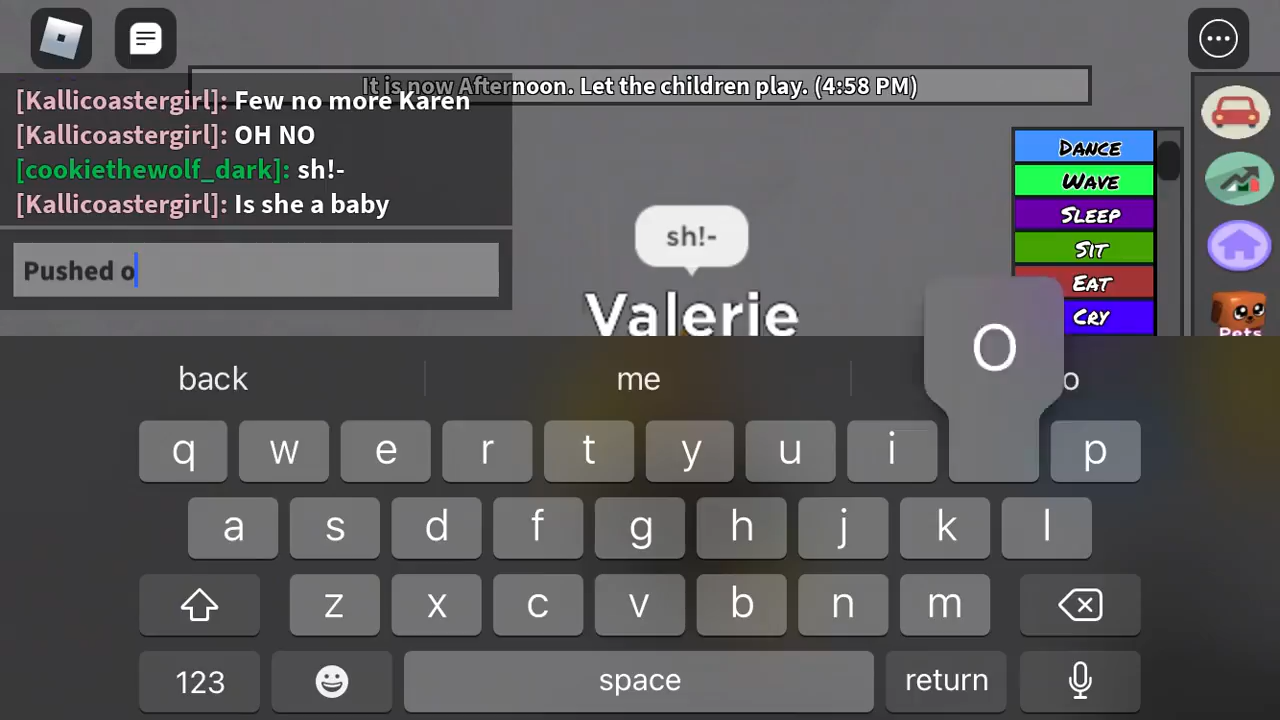 It is now Afternoon. Let the children play. (4:58 PM)
[Kallicoastergirl]: Few no more Karen
[Kallicoastergirl]: OH NO
[cookiethewolf_dark]: sh!-
[Kallicoastergirl]: Is she a baby
Pushed o
sh!-
Valerie
DANCE
WAVE
SLEEP
SIT
EAT
CRY
Pets
back me o
O
q w e r t y u i p
a s d f g h j k l
z x c v b n m
123 space return